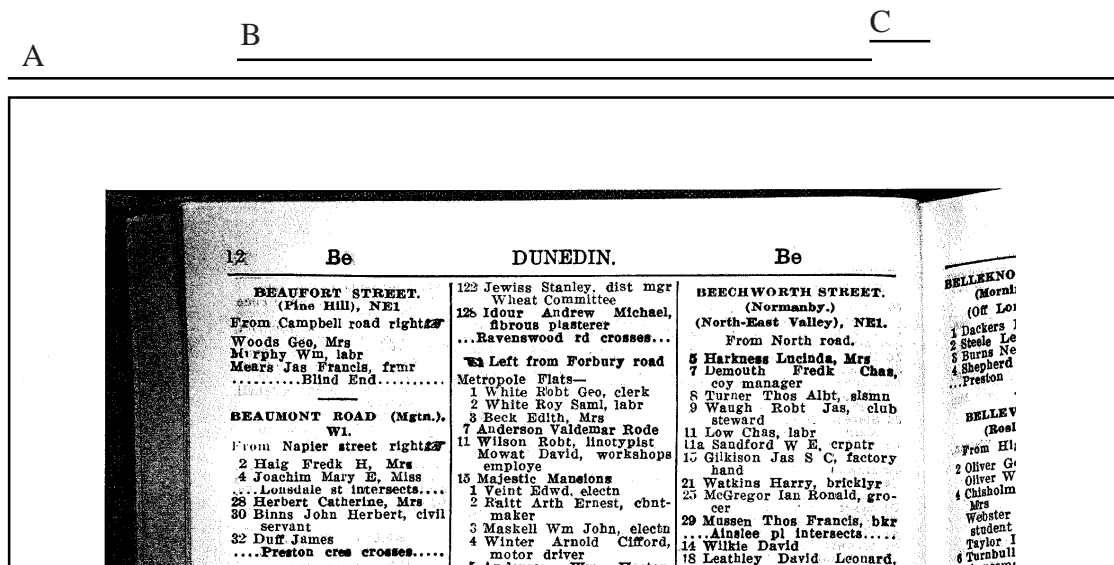 A
B
C
12 Be DUNEDIN. Be
BEAUFORT STREET.
(Pine Hill), NE1
From Campbell road right
Woods Geo, Mrs
Murphy Wm, labr
Mears Jas Francis, frmr
..........Blind End..........
BEAUMONT ROAD (Mgtn.),
W1.
From Napier street right
2 Haig Fredk H, Mrs
4 Joachim Mary E, Miss
....Lonsdale st intersects....
28 Herbert Catherine, Mrs
30 Binns John Herbert, civil
servant
32 Duff James
....Preston cres crosses.....
122 Jewiss Stanley, dist mgr
Wheat Committee
128 Idour Andrew Michael,
fibrous plasterer
...Ravenswood rd crosses...
Left from Forbury road
Metropole Flats—
1 White Robt Geo, clerk
2 White Roy Saml, labr
3 Beck Edith, Mrs
7 Anderson Valdemar Rode
11 Wilson Robt, linotypist
Mowat David, workshops
employe
15 Majestic Mansions
1 Veint Edwd, electn
2 Raitt Arth Ernest, cbnt-
maker
3 Maskell Wm John, electn
4 Winter Arnold Clfford,
motor driver
BEECHWORTH STREET.
(Normanby.)
(North-East Valley), NE1.
From North road.
5 Harkness Lucinda, Mrs
7 Demouth Fredk Chas,
coy manager
8 Turner Thos Albt, slsmn
9 Waugh Robt Jas, club
steward
11 Low Chas, labr
11a Sandford W E, crpntr
15 Gilkison Jas S C, factory
hand
21 Watkins Harry, bricklyr
25 McGregor Ian Ronald, gro-
cer
29 Mussen Thos Francis, bkr
....Ainslee pl intersects.....
14 Wilkie David
18 Leathley David Leonard,
BELLEKNO
(Morni
(Off Lo
1 Dackers
2 Steele Le
3 Burns Ne
4 Shepherd
...Preston
BELLEV
(Rosl
From Hi
2 Oliver G
Oliver W
4 Chisholm
Mrs
Webster
student
Taylor
6 Turnbull